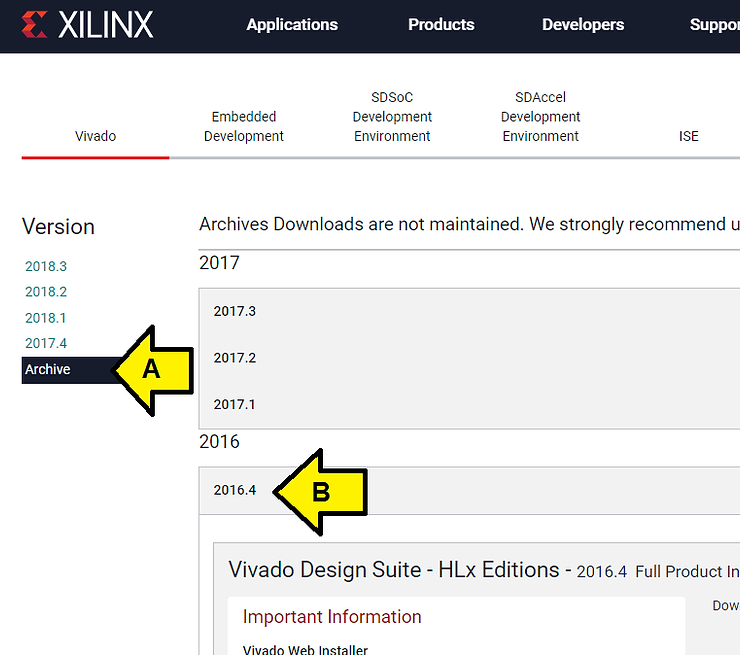 XILINX
Applications
Products
Developers
Suppor
Vivado
Embedded
Development
SDSoC
Development
Environment
SDAccel
Development
Environment
ISE
Version
2018.3
2018.2
2018.1
2017.4
Archive
A
Archives Downloads are not maintained. We strongly recommend u
2017
2017.3
2017.2
2017.1
2016
2016.4
B
Vivado Design Suite - HLx Editions - 2016.4 Full Product In
Important Information
Vivado Web Installer
Dow